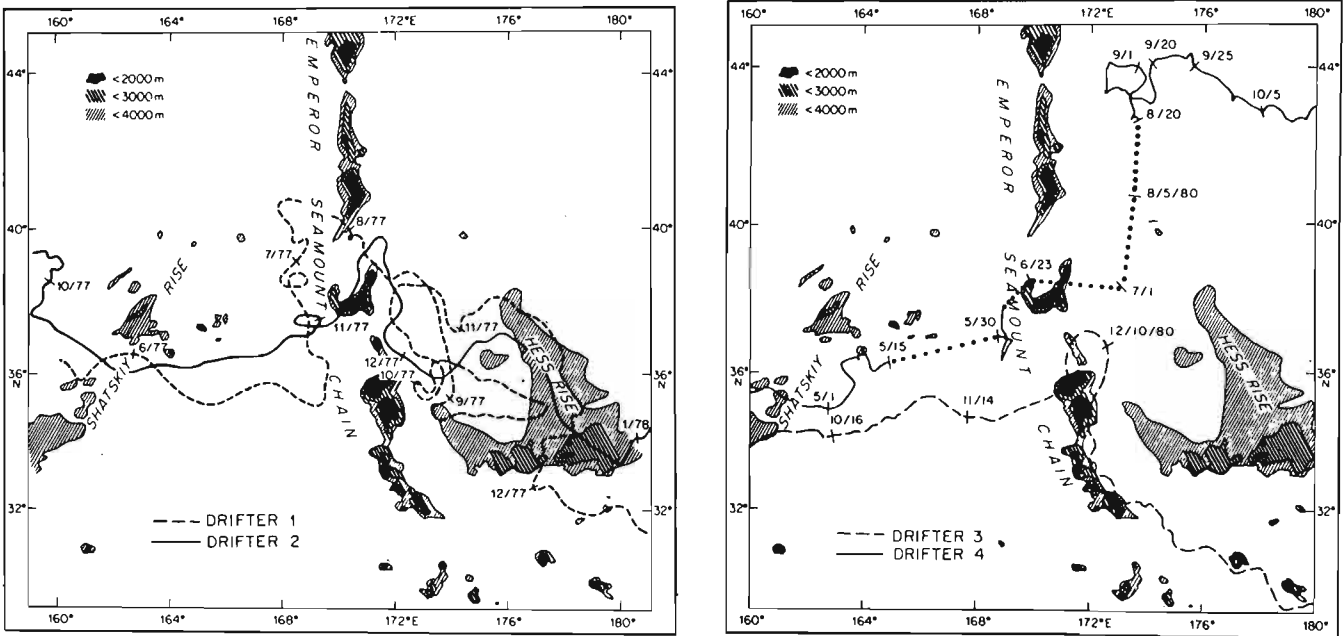 160° 164° 168° 172°E 176° 180°
44°
44°
<2000m
<3000m
<4000m
EMPEROR
SEAMOUNT
CHAIN
40°
40°
8/77
7/77
10/77
RISE
SHATSKIY
6/77
11/77
11/77
12/77
10/77
9/77
36°
N
36°
N
HESS RISE
1/78
12/77
32°
32°
DRIFTER 1
DRIFTER 2
160° 164° 168° 172°E 176° 180°
160° 164° 168° 172°E 176° 180°
44°
44°
<2000m
<3000m
<4000m
EMPEROR
SEAMOUNT
CHAIN
9/1
9/20
9/25
10/5
8/20
8/5/80
40°
40°
6/23
7/1
RISE
SHATSKIY
5/30
5/15
12/10/80
36°
N
36°
N
5/1
10/16
11/14
HESS RISE
32°
32°
DRIFTER 3
DRIFTER 4
160° 164° 168° 172°E 176° 180°